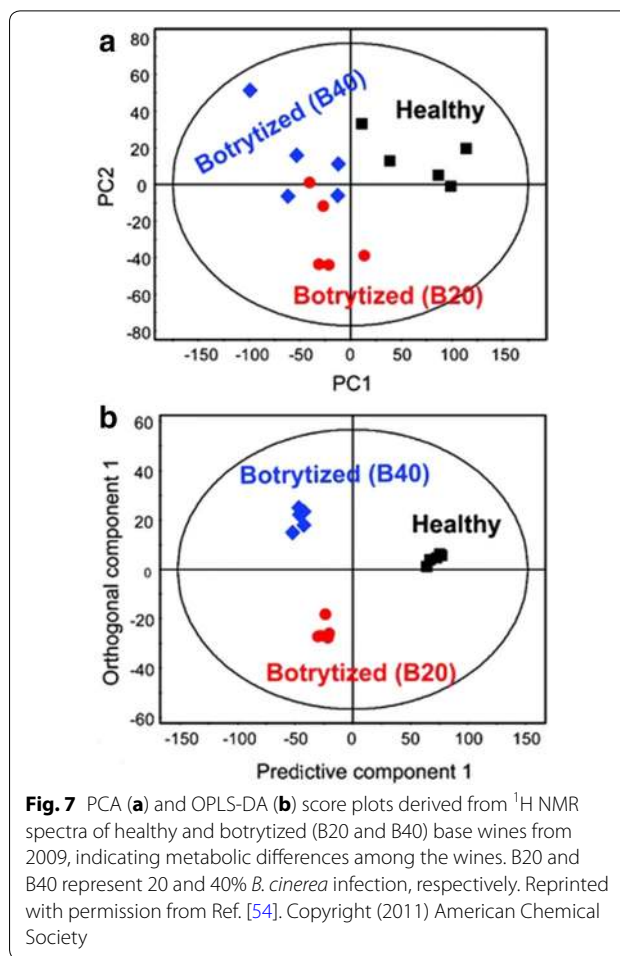 a
80
60
40
20
0
-20
-40
-60
-80
PC2
Botrytized (B40)
Healthy
Botrytized (B20)
-150 -100 -50 0 50 100 150
PC1
b
60
40
20
0
-20
-40
-60
Orthogonal component 1
Botrytized (B40)
Healthy
Botrytized (B20)
-150 -100 -50 0 50 100 150
Predictive component 1
Fig. 7 PCA (a) and OPLS-DA (b) score plots derived from ¹H NMR
spectra of healthy and botrytized (B20 and B40) base wines from
2009, indicating metabolic differences among the wines. B20 and
B40 represent 20 and 40% B. cinerea infection, respectively. Reprinted
with permission from Ref. [54]. Copyright (2011) American Chemical
Society